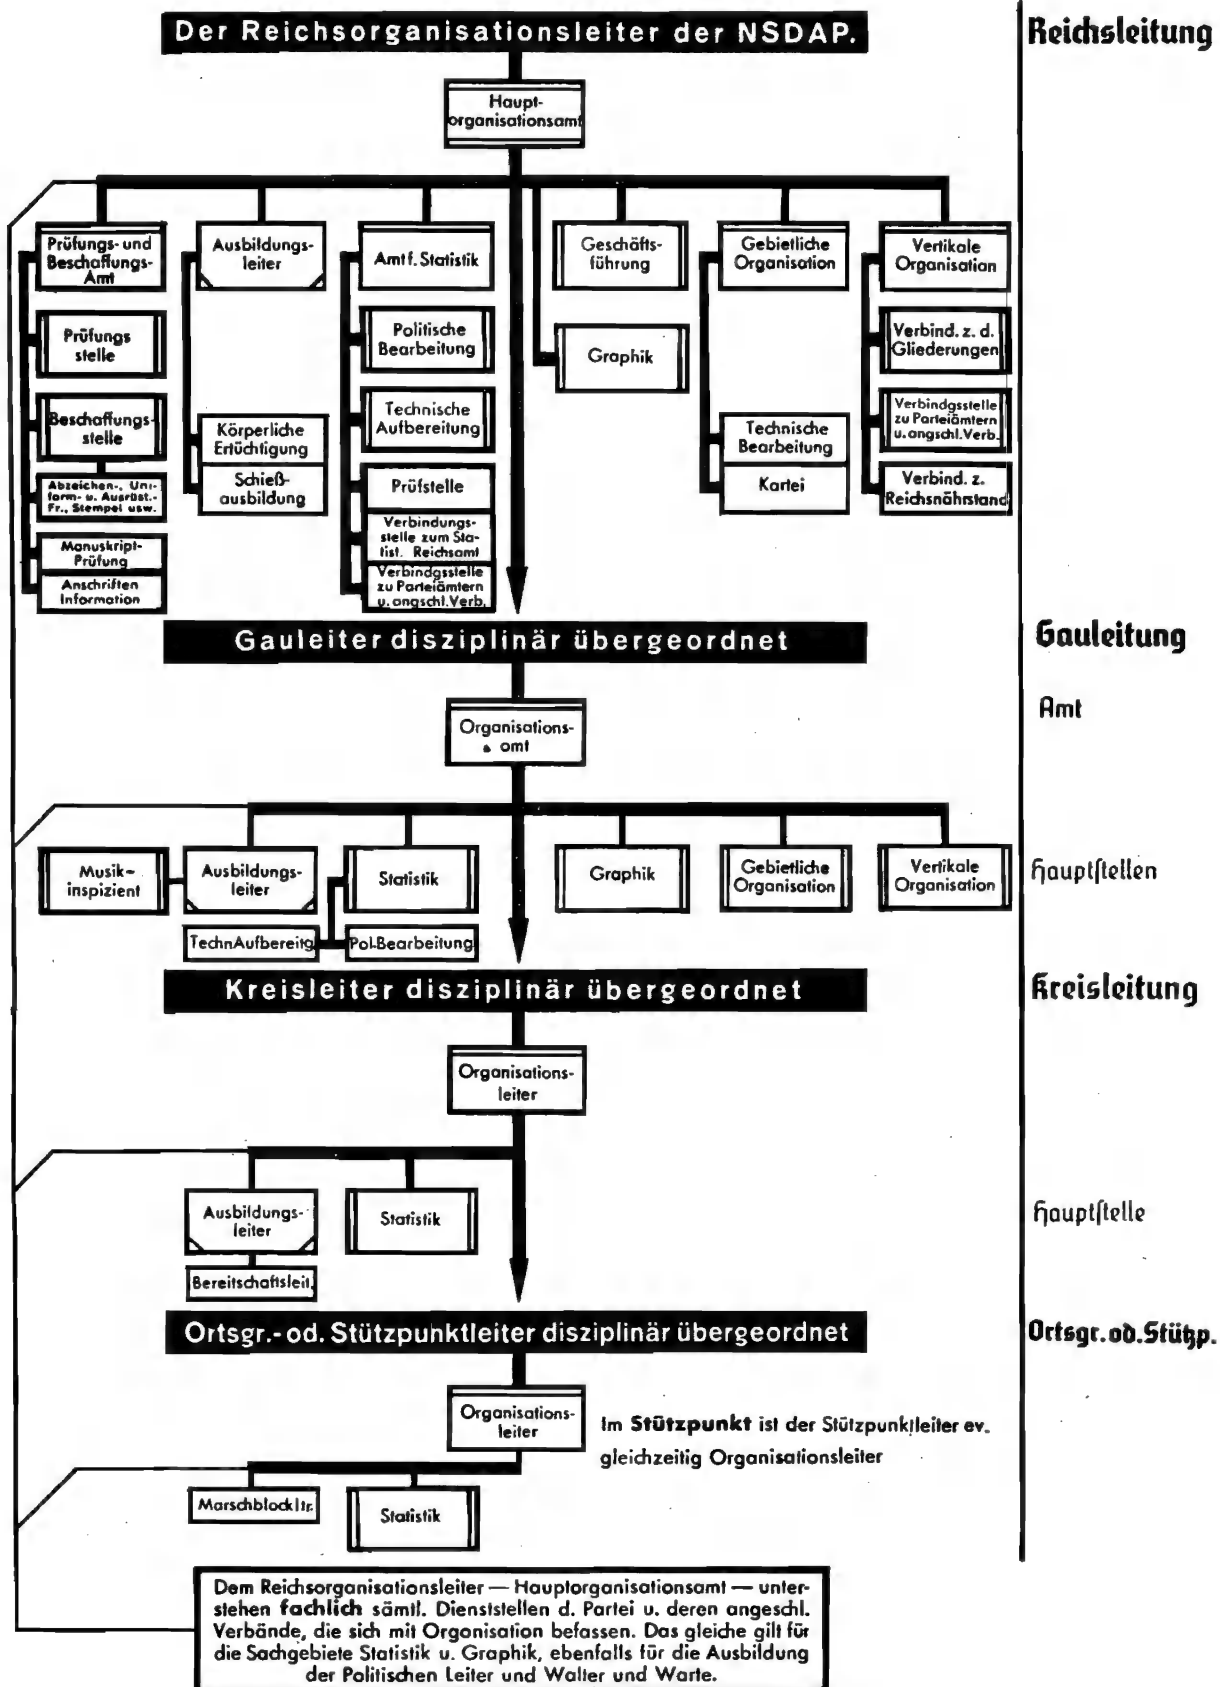 Der Reichsorganisationsleiter der NSDAP.
Reichsleitung
Haupt-
organisationsamt
Prüfungs- und
Beschaffungs-
Amt
Prüfungs
stelle
Beschaffungs-
stelle
Abzeichen-, Uni-
form- u. Ausrüst.-
Fr., Stempel usw.
Manuskript-
Prüfung
Anschriften
Information
Ausbildungs-
leiter
Körperliche
Ertüchtigung
Schieß-
ausbildung
Amt f. Statistik
Politische
Bearbeitung
Technische
Aufbereitung
Prüfstelle
Verbindungs-
stelle zum Sta-
tist. Reichsamt
Verbindgsstelle
zu Parteiämtern
u. angschl. Verb.
Geschäfts-
führung
Graphik
Gebietliche
Organisation
Technische
Bearbeitung
Kartei
Vertikale
Organisation
Verbind. z. d.
Gliederungen
Verbindgsstelle
zu Parteiämtern
u. angschl. Verb.
Verbind. z.
Reichsnährstand
Gauleiter disziplinär übergeordnet
Gauleitung
Organisations-
amt
Amt
Musik-
inspizient
Ausbildungs-
leiter
Statistik
Graphik
Gebietliche
Organisation
Vertikale
Organisation
Hauptstellen
Techn Aufbereitg.
Pol.-Bearbeitung
Kreisleiter disziplinär übergeordnet
Kreisleitung
Organisations-
leiter
Ausbildungs-
leiter
Statistik
Hauptstelle
Bereitschaftsleit.
Ortsgr.- od. Stützpunktleiter disziplinär übergeordnet
Ortsgr. od. Stützp.
Organisations-
leiter
Im Stützpunkt ist der Stützpunktleiter ev.
gleichzeitig Organisationsleiter
Marschblockltr.
Statistik
Dem Reichsorganisationsleiter — Hauptorganisationsamt — unter-
stehen fachlich sämtl. Dienststellen d. Partei u. deren angeschl.
Verbände, die sich mit Organisation befassen. Das gleiche gilt für
die Sachgebiete Statistik u. Graphik, ebenfalls für die Ausbildung
der Politischen Leiter und Walter und Warte.